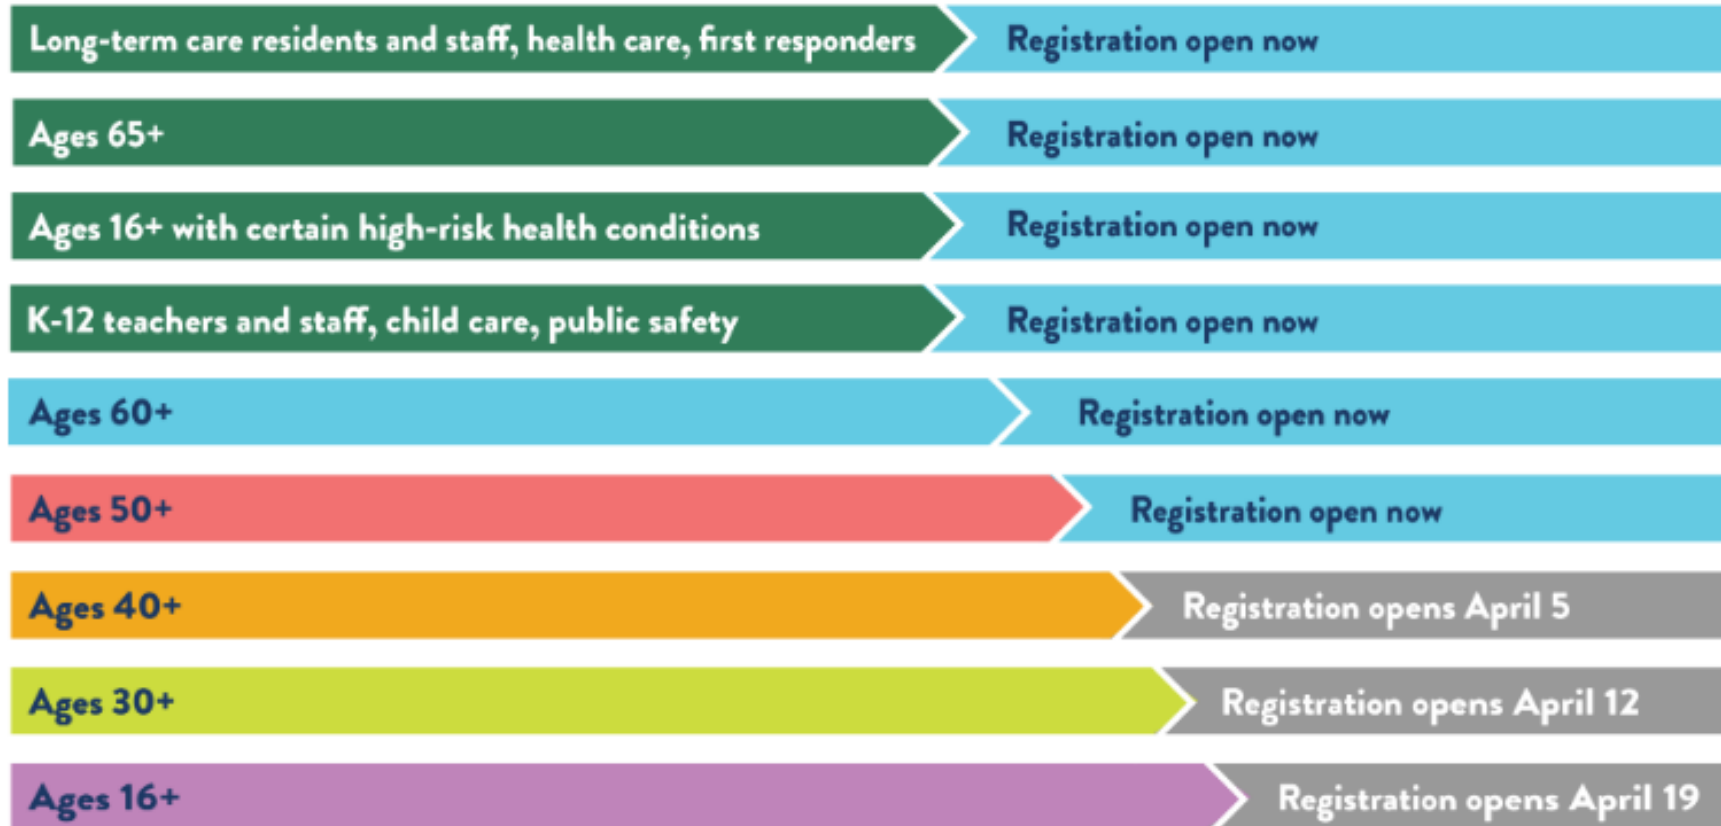 Long-term care residents and staff, health care, first responders
Registration open now
Ages 65+
Registration open now
Ages 16+ with certain high-risk health conditions
Registration open now
K-12 teachers and staff, child care, public safety
Registration open now
Ages 60+
Registration open now
Ages 50+
Registration open now
Ages 40+
Registration opens April 5
Ages 30+
Registration opens April 12
Ages 16+
Registration opens April 19